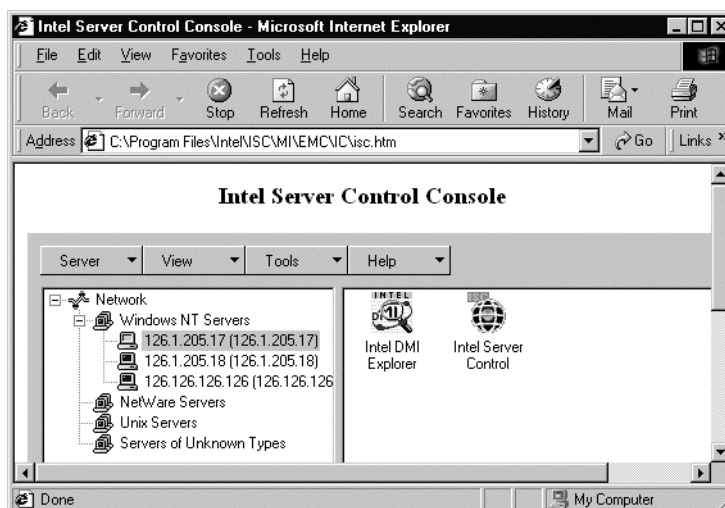 Intel Server Control Console - Microsoft Internet Explorer
File Edit View Favorites Tools Help
Back Forward Stop Refresh Home Search Favorites History Mail Print
Address C:\Program Files\Intel\ISC\MI\EMC\IC\isc.htm Go Links »
Intel Server Control Console
Server View Tools Help
Network
Windows NT Servers
126.1.205.17 (126.1.205.17)
126.1.205.18 (126.1.205.18)
126.126.126.126 (126.126.126
NetWare Servers
Unix Servers
Servers of Unknown Types
INTEL
DMI
Intel DMI
Explorer
ISC
Intel Server
Control
Done My Computer